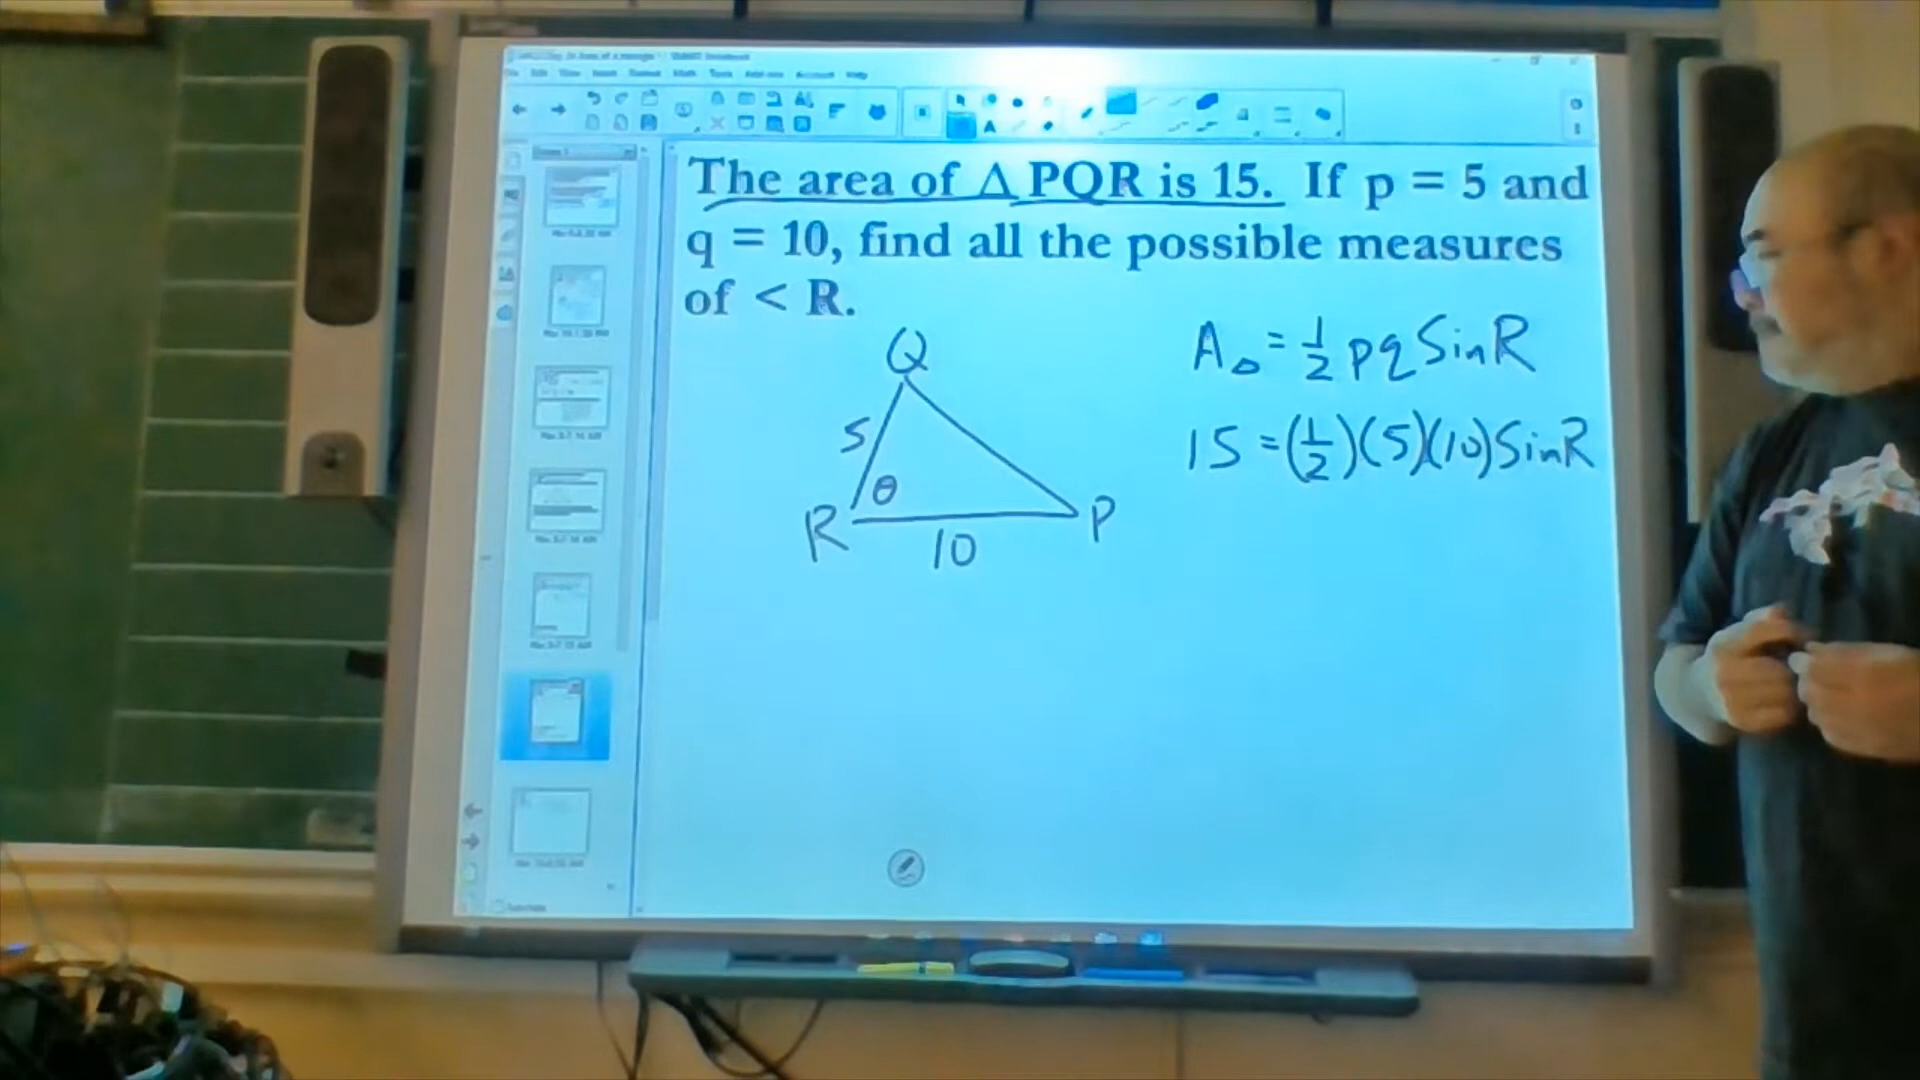 The area of △ PQR is 15. If p = 5 and
q = 10, find all the possible measures
of < R.
Q
5
θ
R
10
P
A△ = 1/2 pq Sin R
15 = (1/2)(5)(10) Sin R